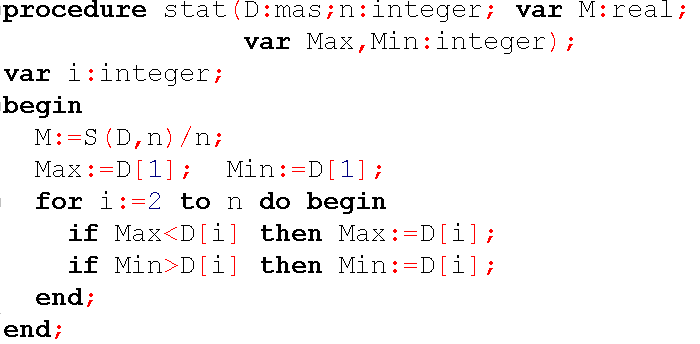 procedure stat(D:mas;n:integer; var M:real;
var Max,Min:integer);
var i:integer;
begin
M:=S(D,n)/n;
Max:=D[1]; Min:=D[1];
for i:=2 to n do begin
if Max<D[i] then Max:=D[i];
if Min>D[i] then Min:=D[i];
end;
end;